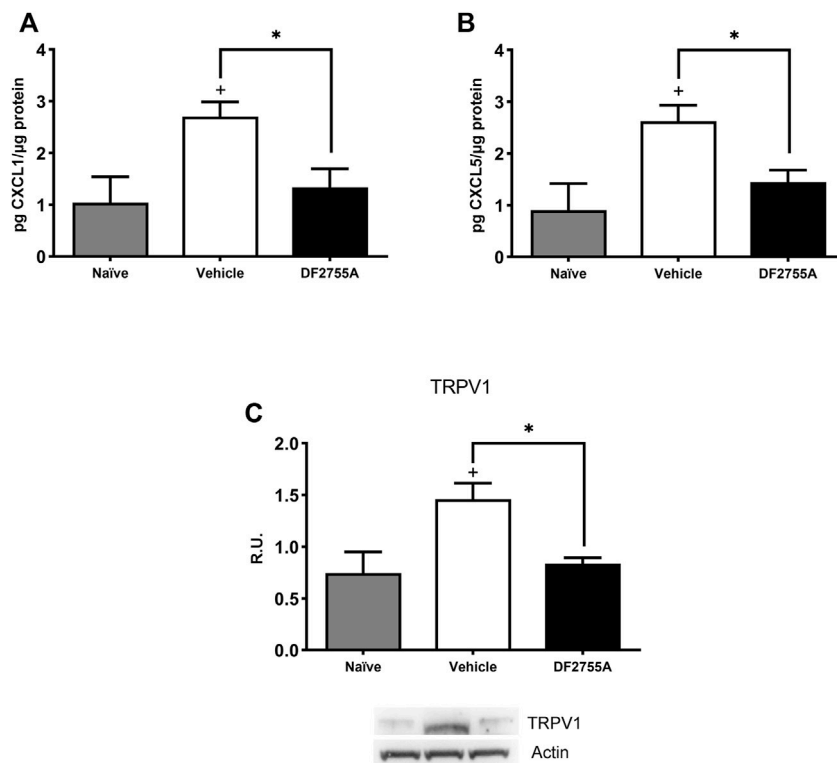 A
pg CXCL1/µg protein
4
3
2
1
0
*
+
Naïve Vehicle DF2755A
B
pg CXCL5/µg protein
4
3
2
1
0
*
+
Naïve Vehicle DF2755A
TRPV1
C
R.U.
2.0
1.5
1.0
0.5
0.0
*
+
Naïve Vehicle DF2755A
TRPV1
Actin